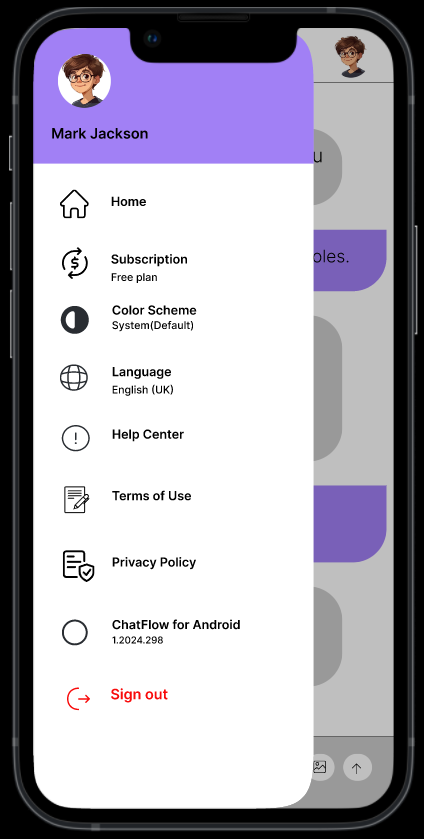 Mark Jackson
u
Home
Subscription
Free plan
oles.
Color Scheme
System(Default)
Language
English (UK)
Help Center
Terms of Use
Privacy Policy
ChatFlow for Android
1.2024.298
Sign out